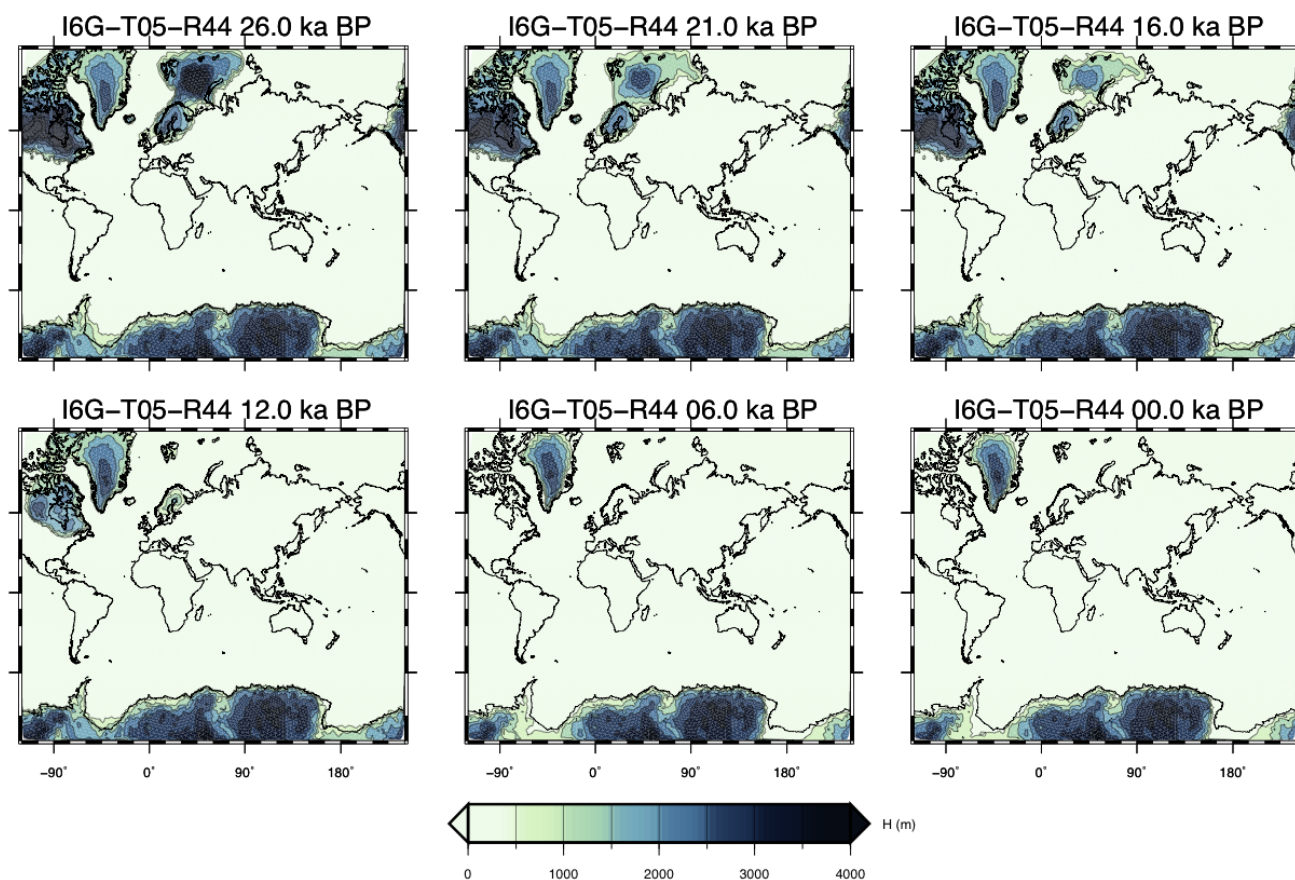 I6G−T05−R44 26.0 ka BP
I6G−T05−R44 21.0 ka BP
I6G−T05−R44 16.0 ka BP
I6G−T05−R44 12.0 ka BP
I6G−T05−R44 06.0 ka BP
I6G−T05−R44 00.0 ka BP
−90˚ 0˚ 90˚ 180˚
−90˚ 0˚ 90˚ 180˚
−90˚ 0˚ 90˚ 180˚
H (m)
0 1000 2000 3000 4000